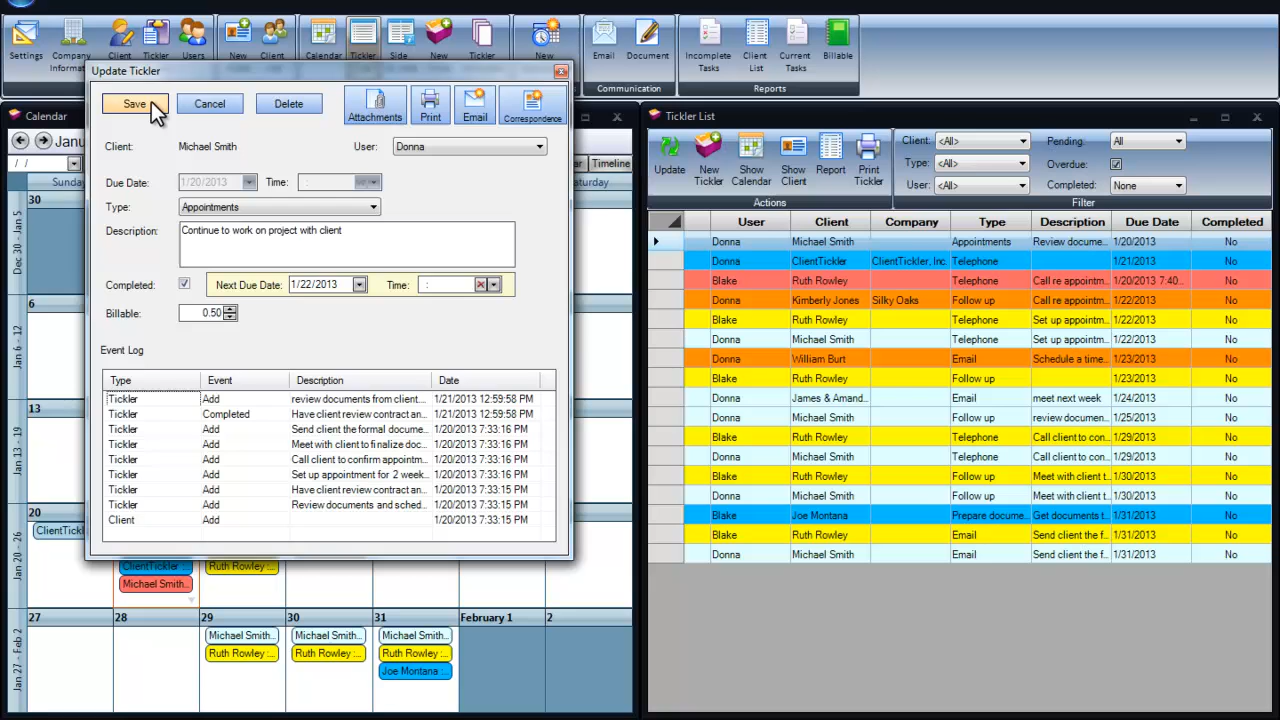 Settings
Company
Informat
Client
Tickler
Users
New
Client
Calendar
Tickler
Side
New
Tickler
New
Email
Document
Communication
Incomplete
Tasks
Client
List
Current
Tasks
Billable
Reports
Update Tickler
Save
Cancel
Delete
Attachments
Print
Email
Correspondence
Client:
Michael Smith
User:
Donna
Due Date:
1/20/2013
Time:
:
Type:
Appointments
Description:
Continue to work on project with client
Completed:
Next Due Date:
1/22/2013
Time:
:
Billable:
0.50
Event Log
Type Event Description Date
Tickler Add review documents from client.... 1/21/2013 12:59:58 PM
Tickler Completed Have client review contract an... 1/21/2013 12:59:58 PM
Tickler Add Send client the formal docume... 1/20/2013 7:33:16 PM
Tickler Add Meet with client to finalize doc... 1/20/2013 7:33:16 PM
Tickler Add Call client to confirm appointm... 1/20/2013 7:33:16 PM
Tickler Add Set up appointment for 2 week... 1/20/2013 7:33:16 PM
Tickler Add Have client review contract an... 1/20/2013 7:33:15 PM
Tickler Add Review documents and sched... 1/20/2013 7:33:15 PM
Client Add 1/20/2013 7:33:15 PM
Calendar
Janu
/ /
ar
Timeline
Sunday
aturday
Dec 30 - Jan 5
30
Jan 6 - 12
6
Jan 13 - 19
13
Jan 20 - 26
20
ClientTickl
ClientTickler :
Michael Smith...
Ruth Rowley :...
Jan 27 - Feb 2
27
28
29
30
31
February 1
2
Michael Smith...
Michael Smith...
Michael Smith...
Ruth Rowley :...
Ruth Rowley :...
Ruth Rowley :...
Joe Montana :
Tickler List
Update
New
Tickler
Show
Calendar
Show
Client
Report
Print
Tickler
Actions
Client:
<All>
Type:
<All>
User:
<All>
Pending:
All
Overdue:
Completed:
None
Filter
User Client Company Type Description Due Date Completed
Donna Michael Smith Appointments Review docume... 1/20/2013 No
Donna ClientTickler ClientTickler, Inc. Telephone 1/21/2013 No
Blake Ruth Rowley Telephone Call re appointm... 1/20/2013 7:40... No
Donna Kimberly Jones Silky Oaks Follow up Call re appointm... 1/22/2013 No
Blake Ruth Rowley Telephone Set up appointm... 1/22/2013 No
Donna Michael Smith Telephone Set up appointm... 1/22/2013 No
Donna William Burt Email Schedule a time... 1/23/2013 No
Blake Ruth Rowley Follow up 1/23/2013 No
Donna James & Amand... Email meet next week 1/24/2013 No
Donna Michael Smith Follow up review docume... 1/25/2013 No
Blake Ruth Rowley Telephone Call client to con... 1/29/2013 No
Donna Michael Smith Telephone Call client to con... 1/29/2013 No
Blake Ruth Rowley Follow up Meet with client t... 1/30/2013 No
Donna Michael Smith Follow up Meet with client t... 1/30/2013 No
Blake Joe Montana Prepare docume... Get documents t... 1/31/2013 No
Blake Ruth Rowley Email Send client the f... 1/31/2013 No
Donna Michael Smith Email Send client the f... 1/31/2013 No